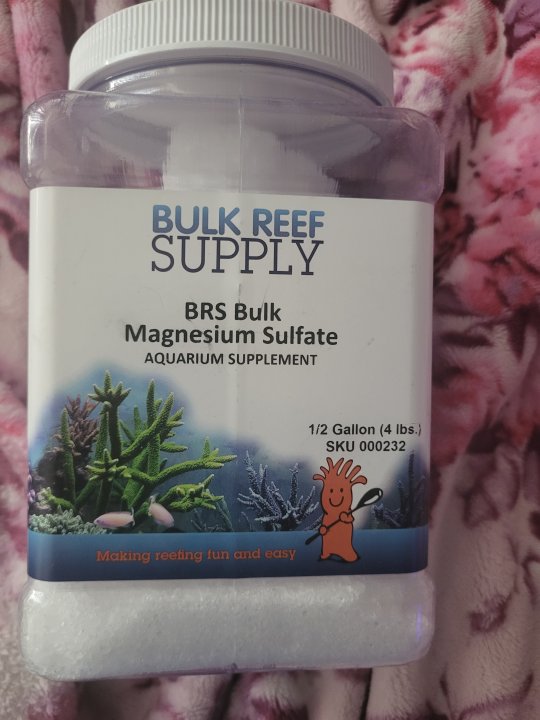 BULK REEF
SUPPLY
BRS Bulk
Magnesium Sulfate
AQUARIUM SUPPLEMENT
1/2 Gallon (4 lbs.)
SKU 000232
Making reefing fun and easy